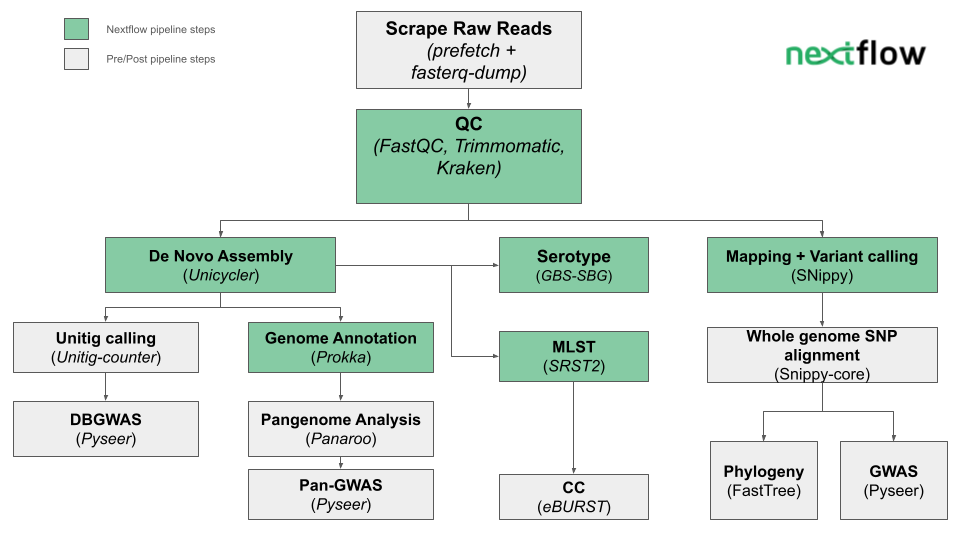 Nextflow pipeline steps
Pre/Post pipeline steps
Scrape Raw Reads
(prefetch +
fasterq-dump)
nextflow
QC
(FastQC, Trimmomatic,
Kraken)
De Novo Assembly
(Unicycler)
Serotype
(GBS-SBG)
Mapping + Variant calling
(SNippy)
Unitig calling
(Unitig-counter)
Genome Annotation
(Prokka)
MLST
(SRST2)
Whole genome SNP
alignment
(Snippy-core)
DBGWAS
(Pyseer)
Pangenome Analysis
(Panaroo)
Pan-GWAS
(Pyseer)
CC
(eBURST)
Phylogeny
(FastTree)
GWAS
(Pyseer)